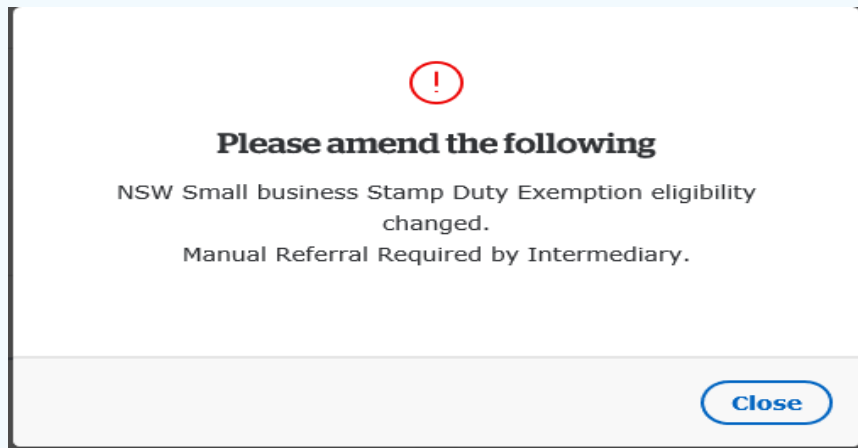 !
Please amend the following
NSW Small business Stamp Duty Exemption eligibility
changed.
Manual Referral Required by Intermediary.
Close